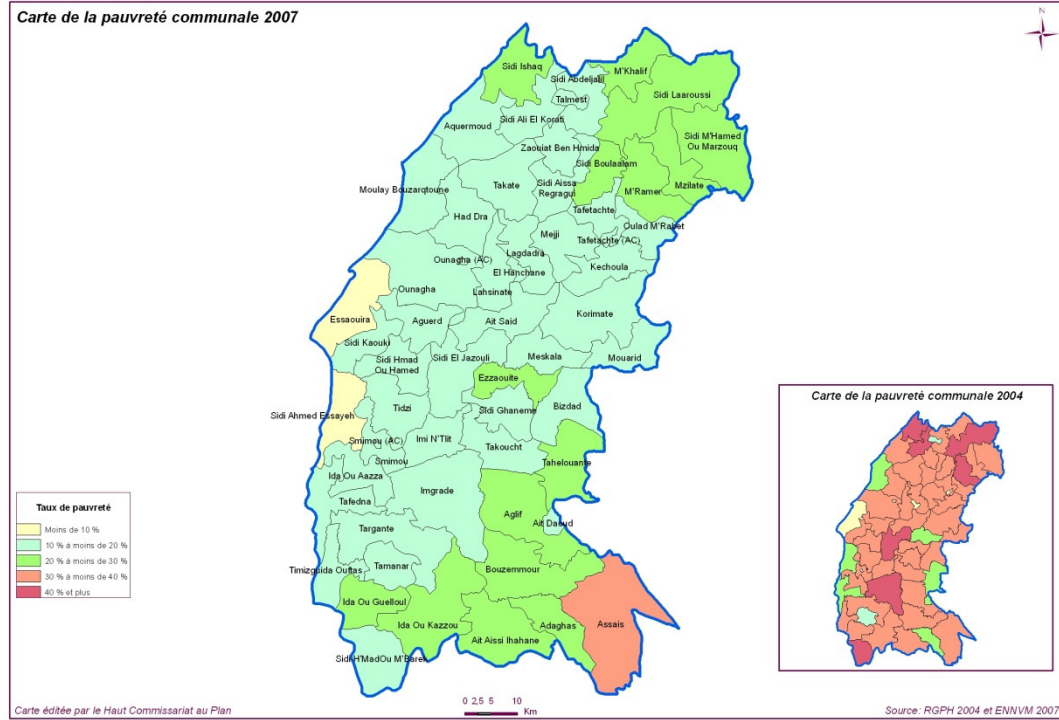 Carte de la pauvreté communale 2007
N
Sidi Ishaq
M'Khalif
Sidi Abdeljalil
Talmest
Sidi Laaroussi
Sidi Ali El Korati
Aquermoud
Sidi M'Hamed
Ou Marzouq
Zaouiat Ben Hmida
Sidi Boulaalam
Moulay Bouzarqtoune
Takate
Sidi Aissa
Regragui
M'Ramer
Mzilate
Tafetachte
Had Dra
Oulad M'Rabet
Mejji
Tafetachte (AC)
Lagdadra
Ounagha (AC)
El Hanchane
Kechoula
Ounagha
Lahsinate
Essaouira
Aguerd
Ait Said
Korimate
Sidi Kaouki
Sidi Hmad
Ou Hamed
Sidi El Jazouli
Meskala
Mouarid
Ezzaouite
Sidi Ahmed Essayeh
Tidzi
Sidi Ghaneme
Bizdad
Smimou (AC)
Imi N'Tlit
Takoucht
Smimou
Tahelouante
Ida Ou Aazza
Imgrade
Tafedna
Aglif
Targante
Ait Daoud
Timizguida Ouftas
Tamanar
Bouzemmour
Ida Ou Guelloul
Ida Ou Kazzou
Adaghas
Assais
Ait Aissi Ihahane
Sidi H'MadOu M'Barek
Carte de la pauvreté communale 2004
Taux de pauvreté
Moins de 10 %
10 % à moins de 20 %
20 % à moins de 30 %
30 % à moins de 40 %
40 % et plus
0 2,5 5 10
Km
Carte éditée par le Haut Commissariat au Plan
Source: RGPH 2004 et ENNVM 2007